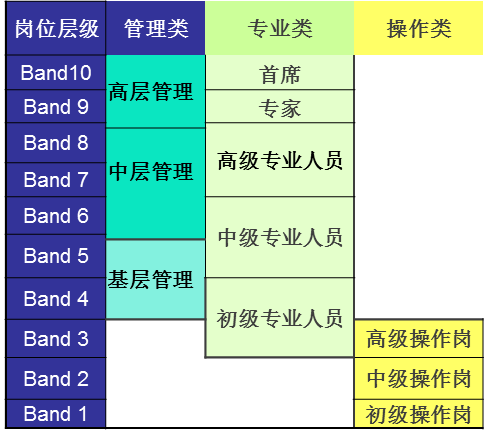 岗位层级 管理类 专业类 操作类
Band10 高层管理 首席
Band 9 专家
Band 8 中层管理 高级专业人员
Band 7
Band 6 中级专业人员
Band 5 基层管理
Band 4 初级专业人员
Band 3 高级操作岗
Band 2 中级操作岗
Band 1 初级操作岗